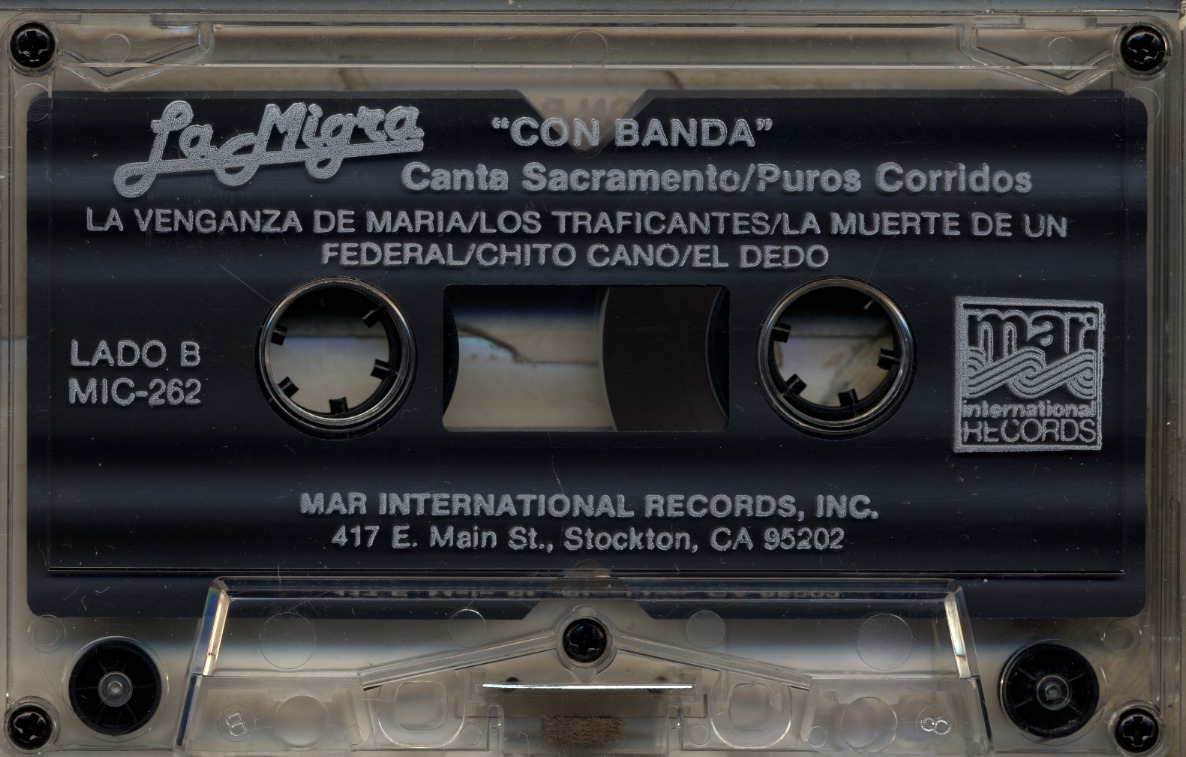 La Migra
“CON BANDA”
Canta Sacramento/Puros Corridos
LA VENGANZA DE MARIA/LOS TRAFICANTES/LA MUERTE DE UN
FEDERAL/CHITO CANO/EL DEDO
LADO B
MIC-262
mar
international
RECORDS
MAR INTERNATIONAL RECORDS, INC.
417 E. Main St., Stockton, CA 95202